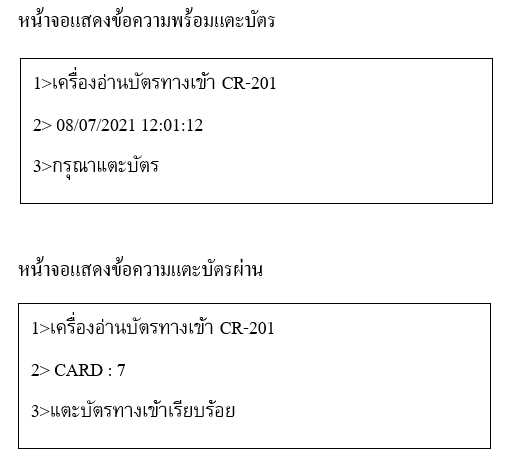 หน้าจอแสดงข้อความพร้อมแตะบัตร
1>เครื่องอ่านบัตรทางเข้า CR-201
2> 08/07/2021 12:01:12
3>กรุณาแตะบัตร
หน้าจอแสดงข้อความแตะบัตรผ่าน
1>เครื่องอ่านบัตรทางเข้า CR-201
2> CARD : 7
3>แตะบัตรทางเข้าเรียบร้อย